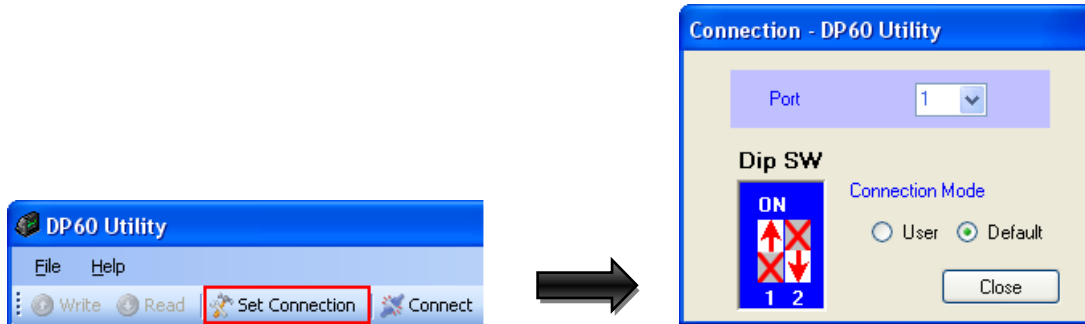 DP60 Utility
File Help
Write Read Set Connection Connect
Connection - DP60 Utility
Port 1
Dip SW
ON
1 2
Connection Mode
User Default
Close